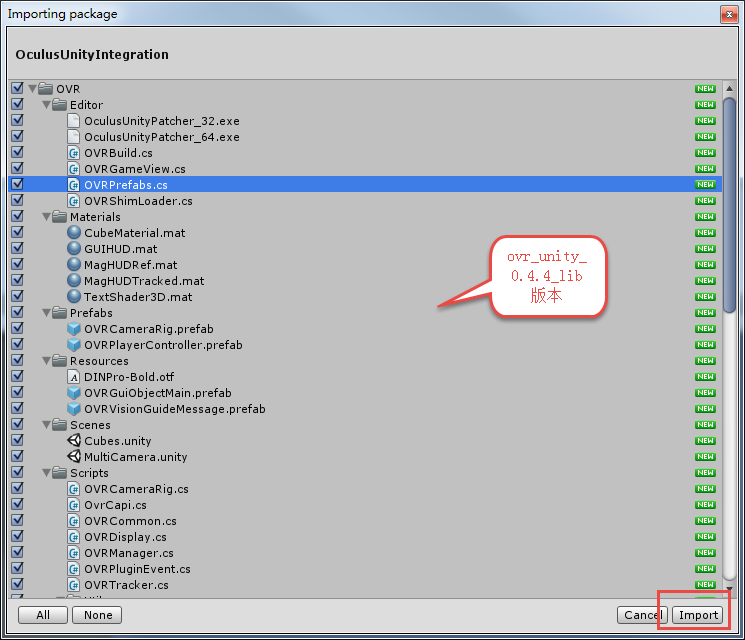 Importing package
OculusUnityIntegration
OVR NEW
Editor NEW
OculusUnityPatcher_32.exe NEW
OculusUnityPatcher_64.exe NEW
OVRBuild.cs NEW
OVRGameView.cs NEW
OVRPrefabs.cs NEW
OVRShimLoader.cs NEW
Materials NEW
CubeMaterial.mat NEW
GUIHUD.mat NEW
MagHUDRef.mat NEW
MagHUDTracked.mat NEW
TextShader3D.mat NEW
ovr_unity_
0.4.4_lib
版本
Prefabs NEW
OVRCameraRig.prefab NEW
OVRPlayerController.prefab NEW
Resources NEW
DINPro-Bold.otf NEW
OVRGuiObjectMain.prefab NEW
OVRVisionGuideMessage.prefab NEW
Scenes NEW
Cubes.unity NEW
MultiCamera.unity NEW
Scripts NEW
OVRCameraRig.cs NEW
OvrCapi.cs NEW
OVRCommon.cs NEW
OVRDisplay.cs NEW
OVRManager.cs NEW
OVRPluginEvent.cs NEW
OVRTracker.cs NEW
All None Cancel Import